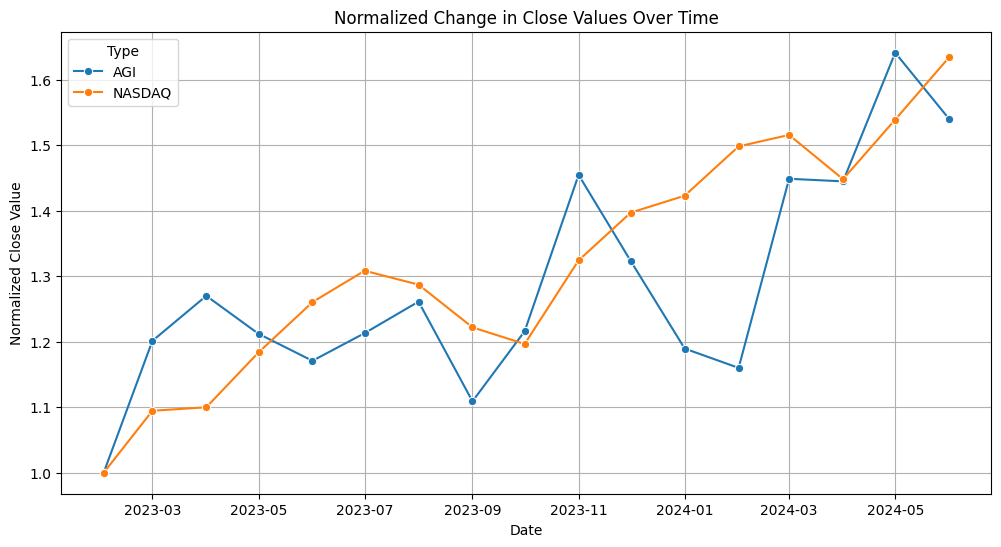 Normalized Change in Close Values Over Time
Type
AGI
NASDAQ
Normalized Close Value
1.6
1.5
1.4
1.3
1.2
1.1
1.0
2023-03 2023-05 2023-07 2023-09 2023-11 2024-01 2024-03 2024-05
Date